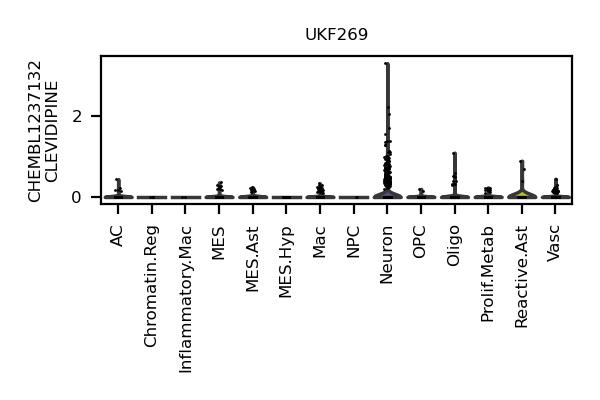 UKF269
CHEMBL1237132
CLEVIDIPINE
2
0
AC
Chromatin.Reg
Inflammatory.Mac
MES
MES.Ast
MES.Hyp
Mac
NPC
Neuron
OPC
Oligo
Prolif.Metab
Reactive.Ast
Vasc